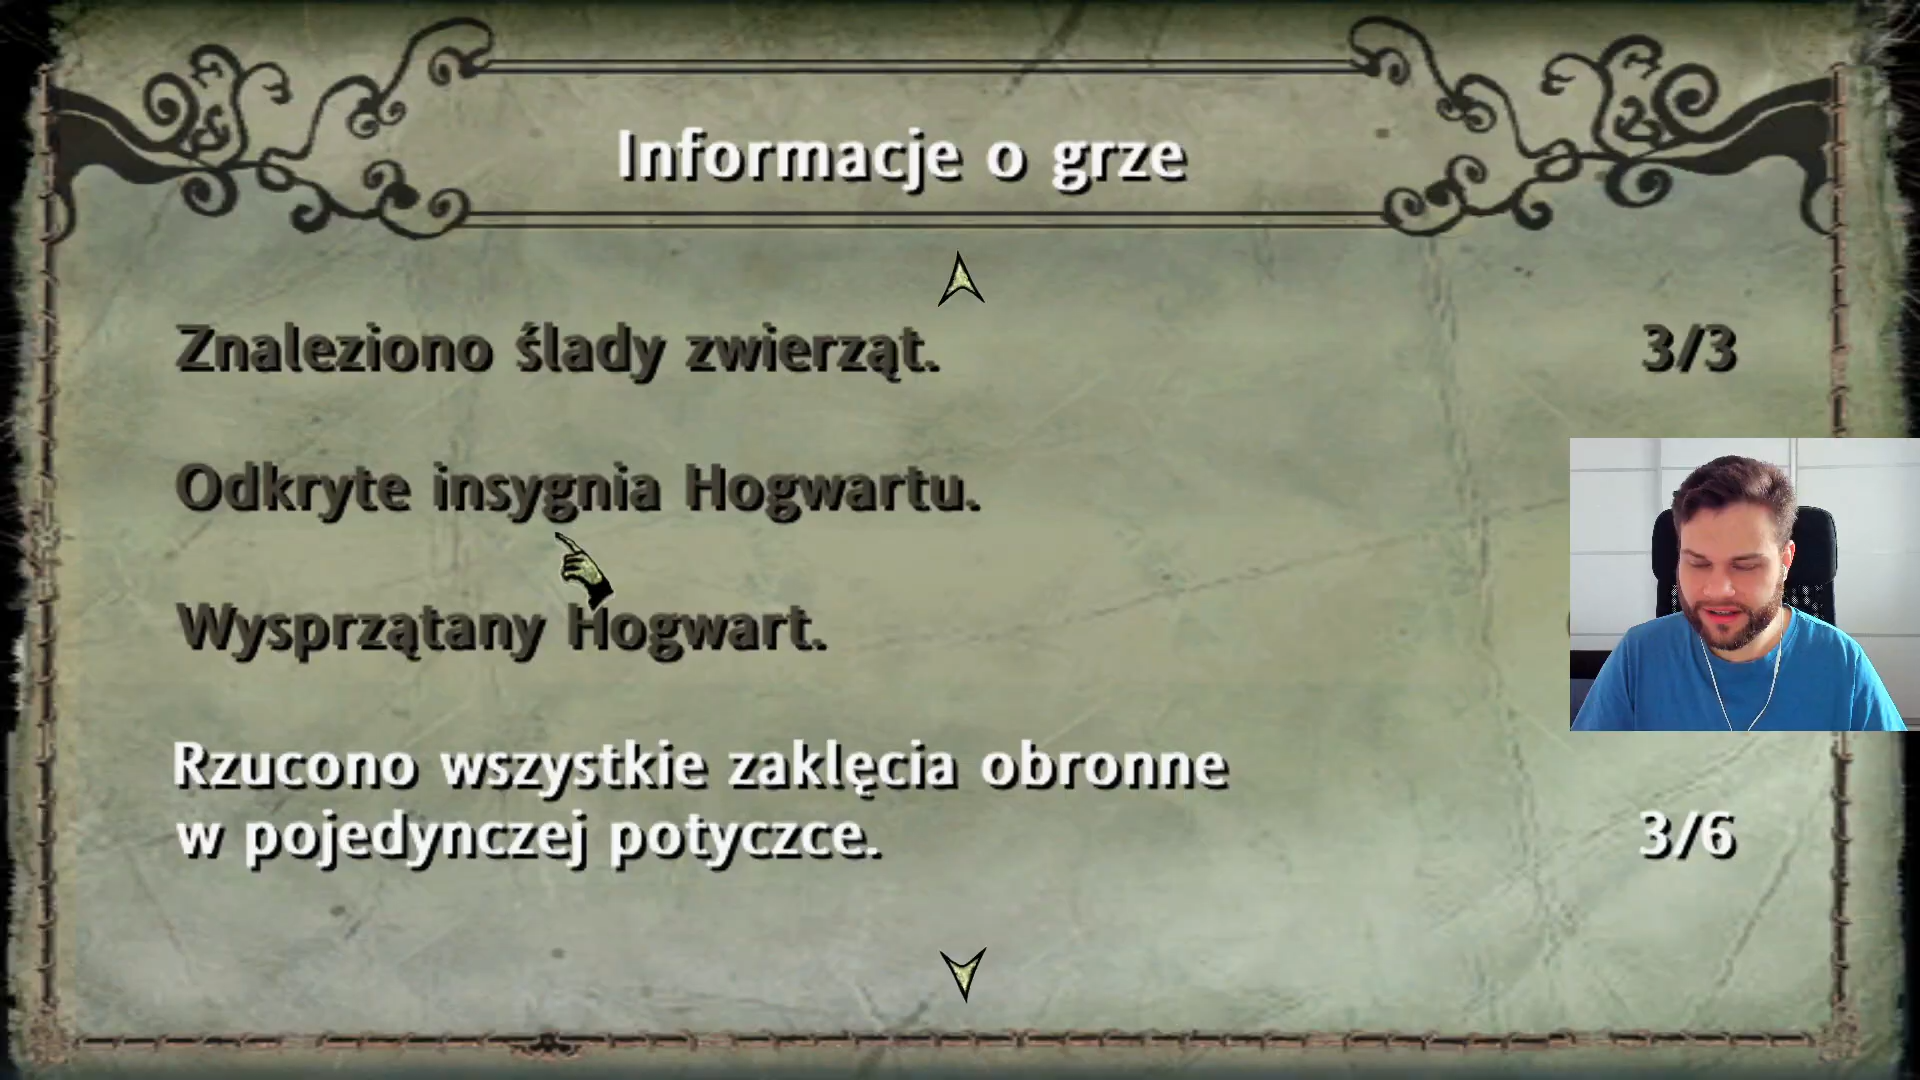 Informacje o grze
Znaleziono ślady zwierząt.
3/3
Odkryte insygnia Hogwartu.
Wysprzątany Hogwart.
Rzucono wszystkie zaklęcia obronne
w pojedynczej potyczce.
3/6